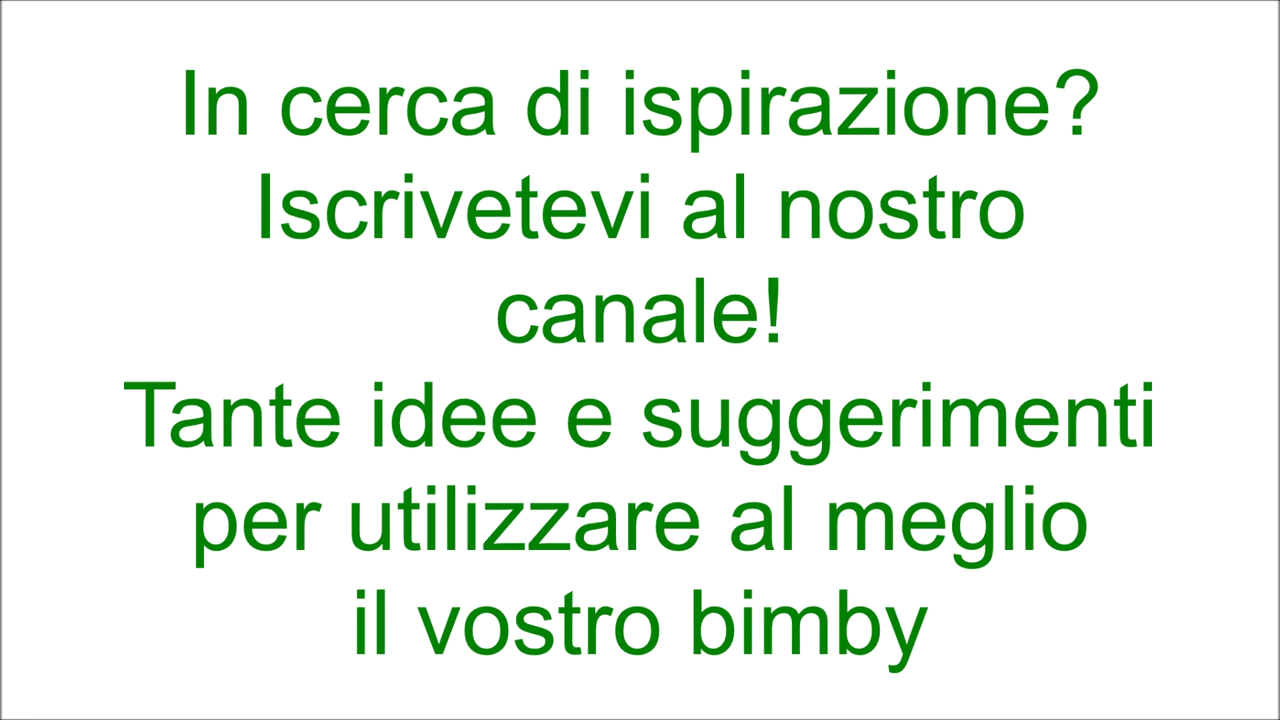 In cerca di ispirazione?
Iscrivetevi al nostro
canale!
Tante idee e suggerimenti
per utilizzare al meglio
il vostro bimby